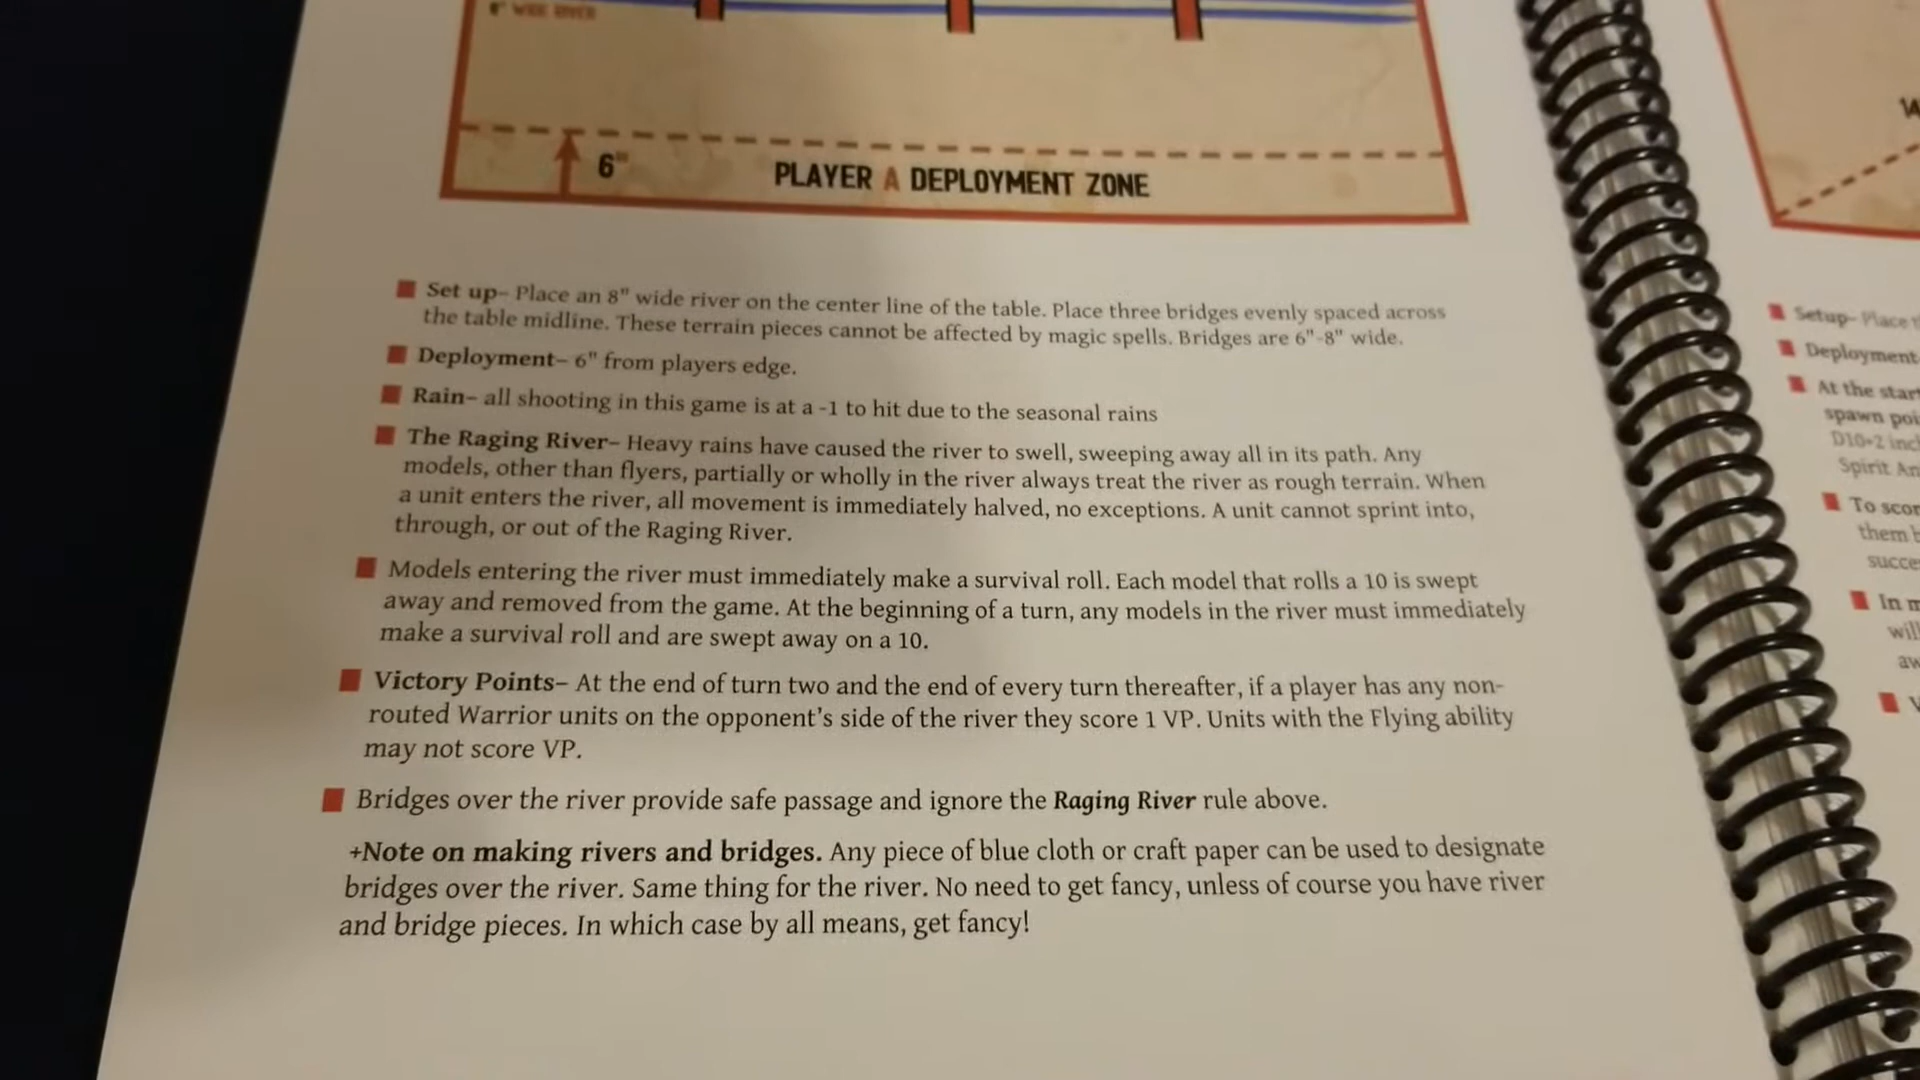 8" WIDE RIVER
6"
PLAYER A DEPLOYMENT ZONE
Set up– Place an 8" wide river on the center line of the table. Place three bridges evenly spaced across
the table midline. These terrain pieces cannot be affected by magic spells. Bridges are 6"-8" wide.
Deployment– 6" from players edge.
Rain– all shooting in this game is at a -1 to hit due to the seasonal rains
The Raging River– Heavy rains have caused the river to swell, sweeping away all in its path. Any
models, other than flyers, partially or wholly in the river always treat the river as rough terrain. When
a unit enters the river, all movement is immediately halved, no exceptions. A unit cannot sprint into,
through, or out of the Raging River.
Models entering the river must immediately make a survival roll. Each model that rolls a 10 is swept
away and removed from the game. At the beginning of a turn, any models in the river must immediately
make a survival roll and are swept away on a 10.
Victory Points– At the end of turn two and the end of every turn thereafter, if a player has any non-
routed Warrior units on the opponent's side of the river they score 1 VP. Units with the Flying ability
may not score VP.
Bridges over the river provide safe passage and ignore the Raging River rule above.
+Note on making rivers and bridges. Any piece of blue cloth or craft paper can be used to designate
bridges over the river. Same thing for the river. No need to get fancy, unless of course you have river
and bridge pieces. In which case by all means, get fancy!
Setup– Place
Deployment
At the star
spawn poi
D10+2 inc
Spirit An
To scor
them b
succe
In m
will
aw